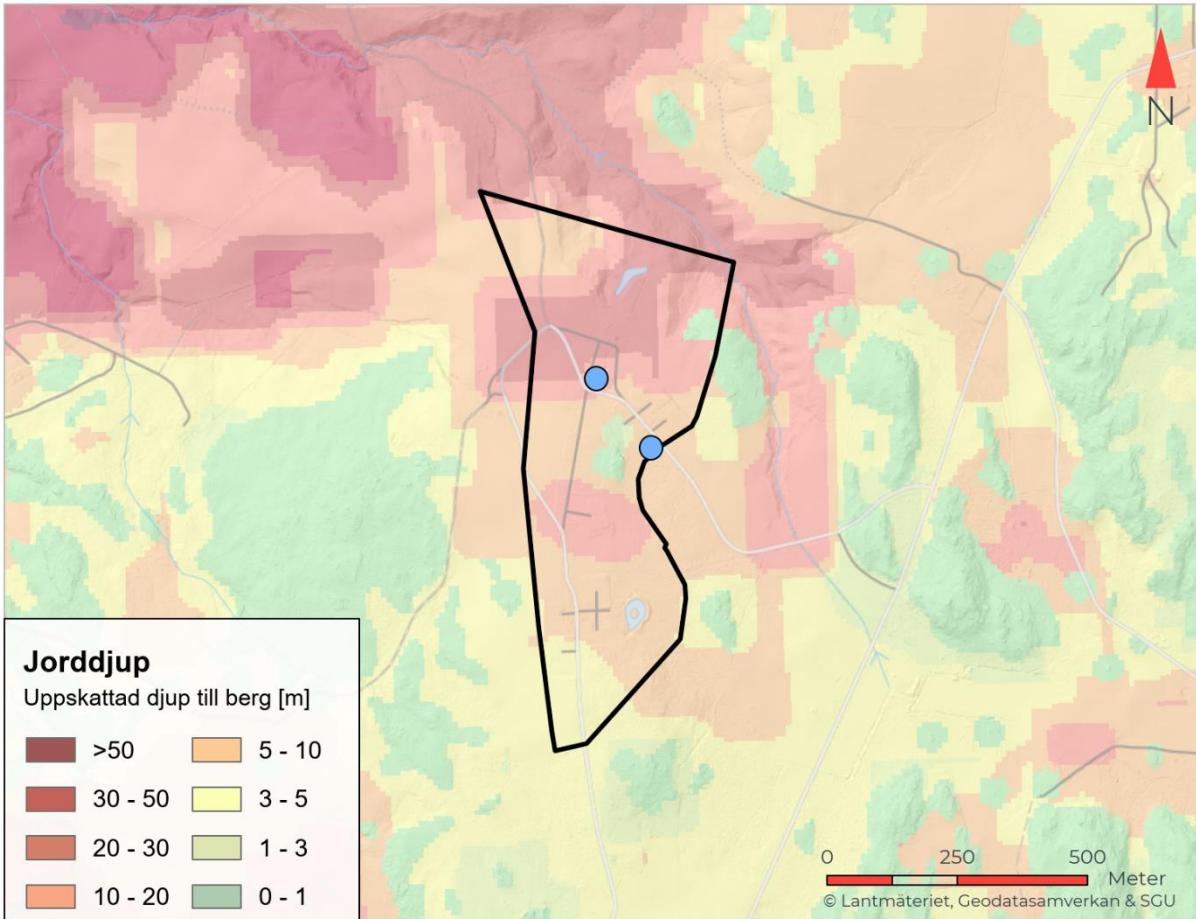 N
Jorddjup
Uppskattad djup till berg [m]
>50
5 - 10
30 - 50
3 - 5
20 - 30
1 - 3
10 - 20
0 - 1
0 250 500
Meter
© Lantmäteriet, Geodatasamverkan & SGU